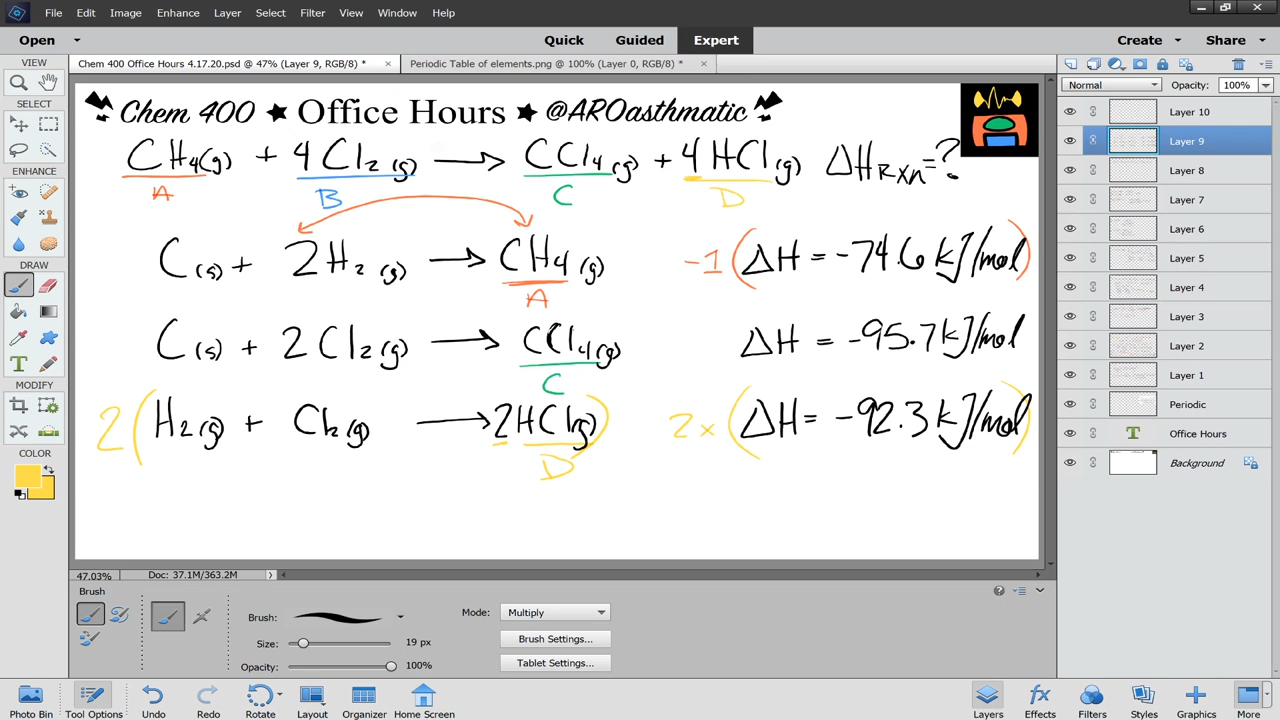 File Edit Image Enhance Layer Select Filter View Window Help
Open Quick Guided Expert Create Share
VIEW Chem 400 Office Hours 4.17.20.psd @ 47% (Layer 9, RGB/8) * × Periodic Table of elements.png @ 100% (Layer 0, RGB/8) * ×
Normal Opacity: 100%
Chem 400 ★ Office Hours ★ @AROasthmatic
CH4(g) + 4Cl2(g) → CCl4(g) + 4HCl(g) ΔHRxn=?
A B C D
C(s) + 2H2(g) → CH4(g) -1(ΔH = -74.6 kJ/mol)
A
C(s) + 2Cl2(g) → CCl4(g) ΔH = -95.7 kJ/mol
C
2(H2(g) + Cl2(g) → 2HCl(g)) 2×(ΔH = -92.3 kJ/mol)
D
SELECT
ENHANCE
DRAW
MODIFY
COLOR
Layer 10
Layer 9
Layer 8
Layer 7
Layer 6
Layer 5
Layer 4
Layer 3
Layer 2
Layer 1
Periodic
Office Hours
Background
47.03% Doc: 37.1M/363.2M
Brush
Brush: Mode: Multiply
Size: 19 px Brush Settings...
Opacity: 100% Tablet Settings...
Photo Bin Tool Options Undo Redo Rotate Layout Organizer Home Screen Layers Effects Filters Styles Graphics More